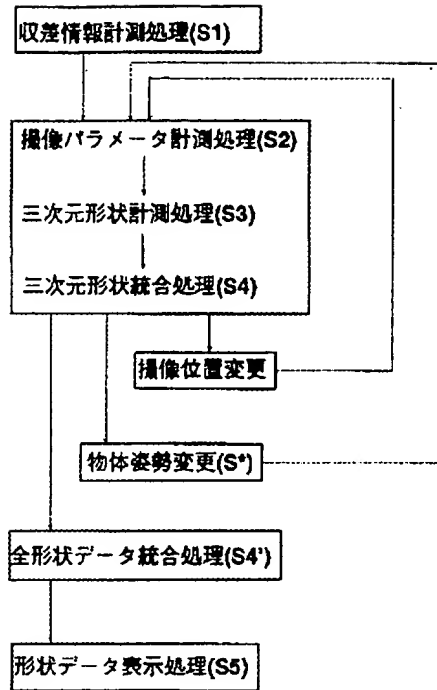 収差情報計測処理(S1)
撮像パラメータ計測処理(S2)
三次元形状計測処理(S3)
三次元形状統合処理(S4)
撮像位置変更
物体姿勢変更(S*)
全形状データ統合処理(S4')
形状データ表示処理(S5)